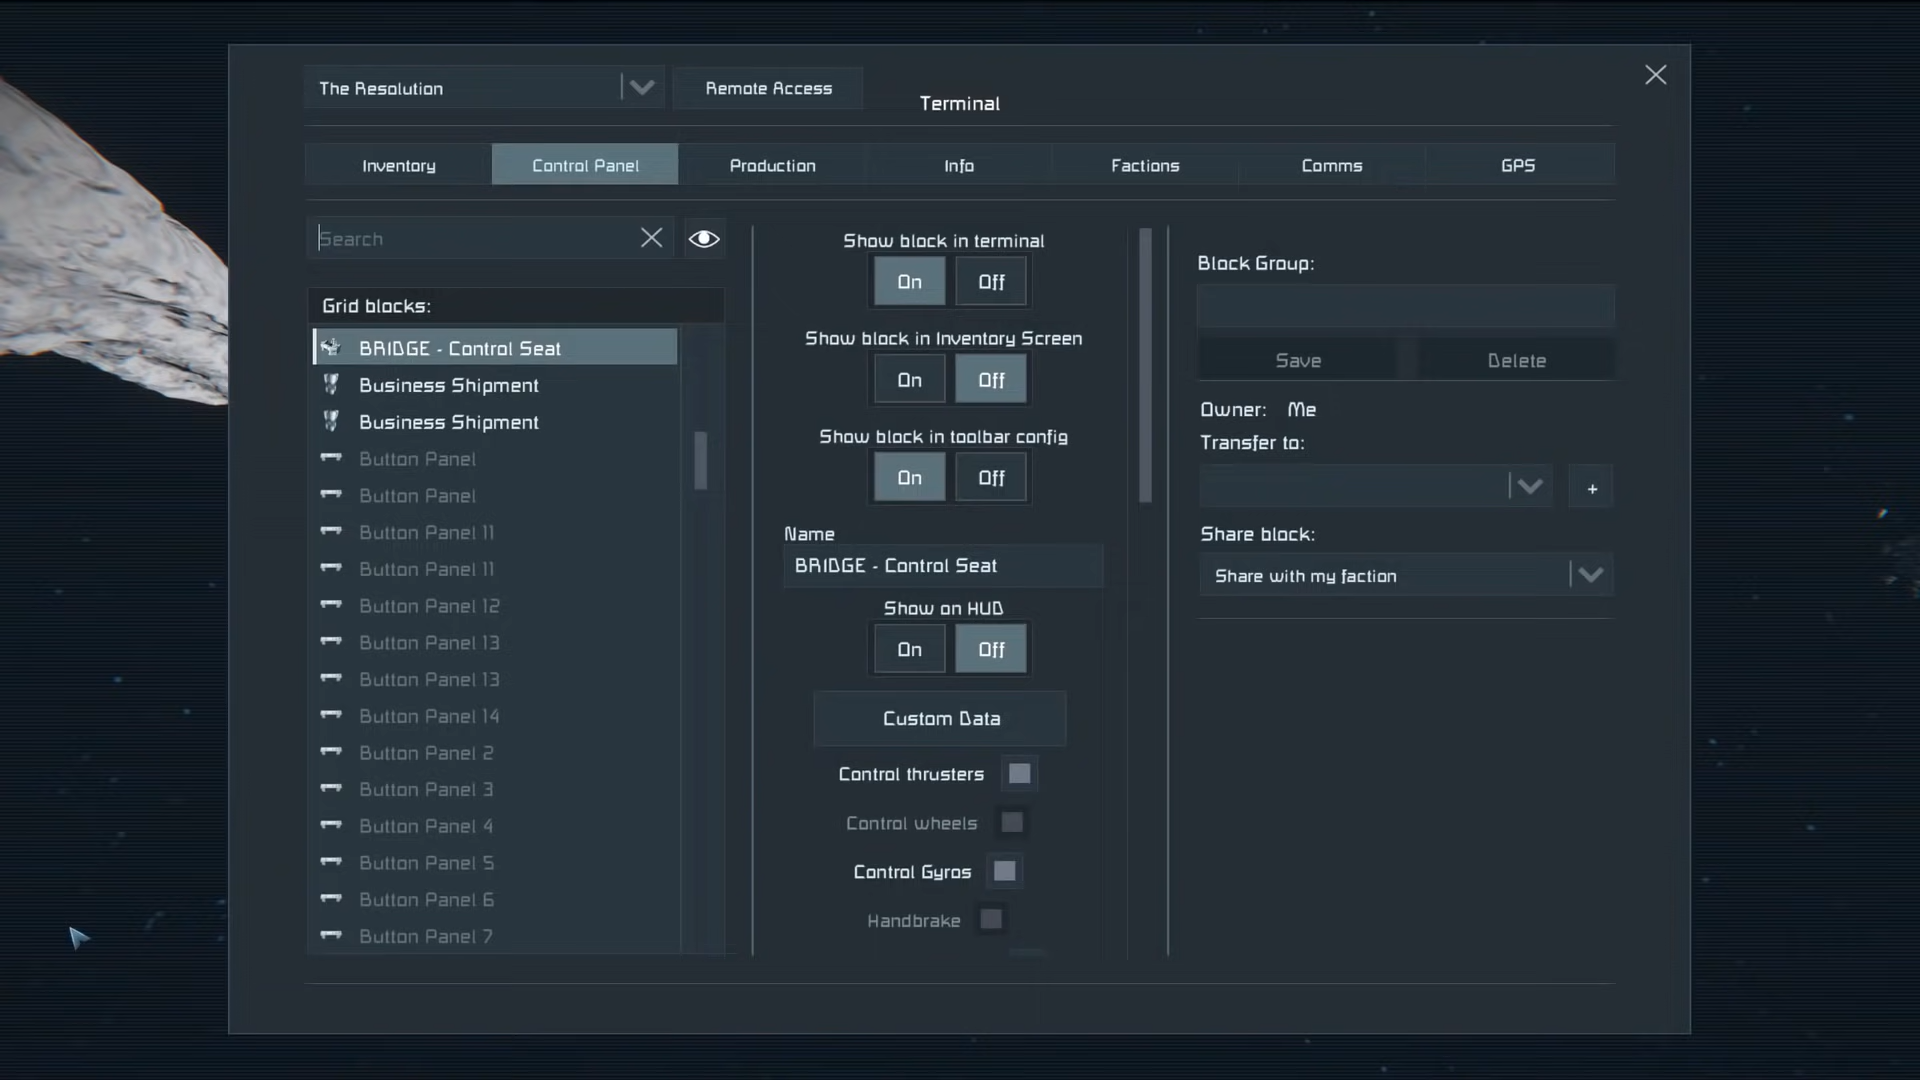 The Resolution
Remote Access
Terminal
Inventory
Control Panel
Production
Info
Factions
Comms
GPS
Search
Grid blocks:
BRIDGE - Control Seat
Business Shipment
Business Shipment
Button Panel
Button Panel
Button Panel 11
Button Panel 11
Button Panel 12
Button Panel 13
Button Panel 13
Button Panel 14
Button Panel 2
Button Panel 3
Button Panel 4
Button Panel 5
Button Panel 6
Button Panel 7
Show block in terminal
On Off
Show block in Inventory Screen
On Off
Show block in toolbar config
On Off
Name
BRIDGE - Control Seat
Show on HUD
On Off
Custom Data
Control thrusters
Control wheels
Control Gyros
Handbrake
Block Group:
Save Delete
Owner: Me
Transfer to:
+
Share block:
Share with my faction